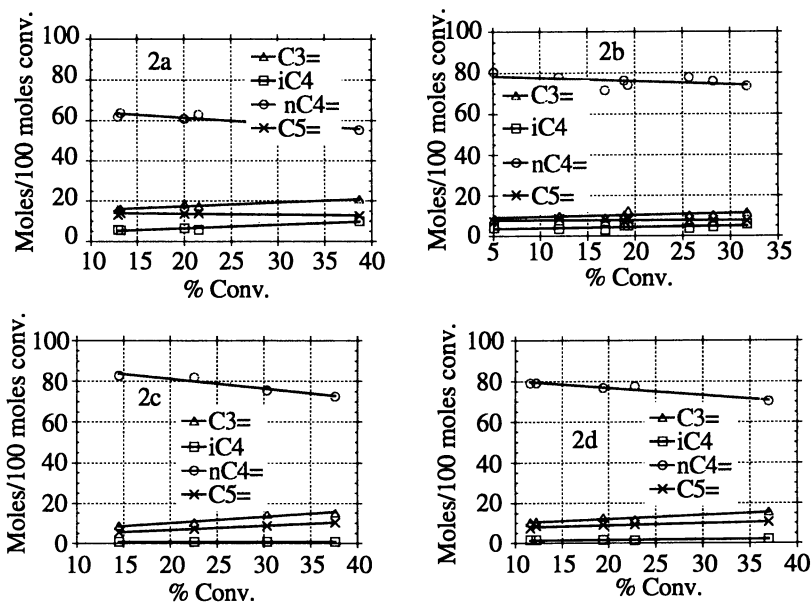 Moles/100 moles conv.
100
80
60
40
20
0
2a
C3=
iC4
nC4=
C5=
10 15 20 25 30 35 40
% Conv.
Moles/100 moles conv.
100
80
60
40
20
0
2b
C3=
iC4
nC4=
C5=
5 10 15 20 25 30 35
% Conv.
Moles/100 moles conv.
100
80
60
40
20
0
2c
C3=
iC4
nC4=
C5=
10 15 20 25 30 35 40
% Conv.
Moles/100 moles conv.
100
80
60
40
20
0
2d
C3=
iC4
nC4=
C5=
10 15 20 25 30 35 40
% Conv.